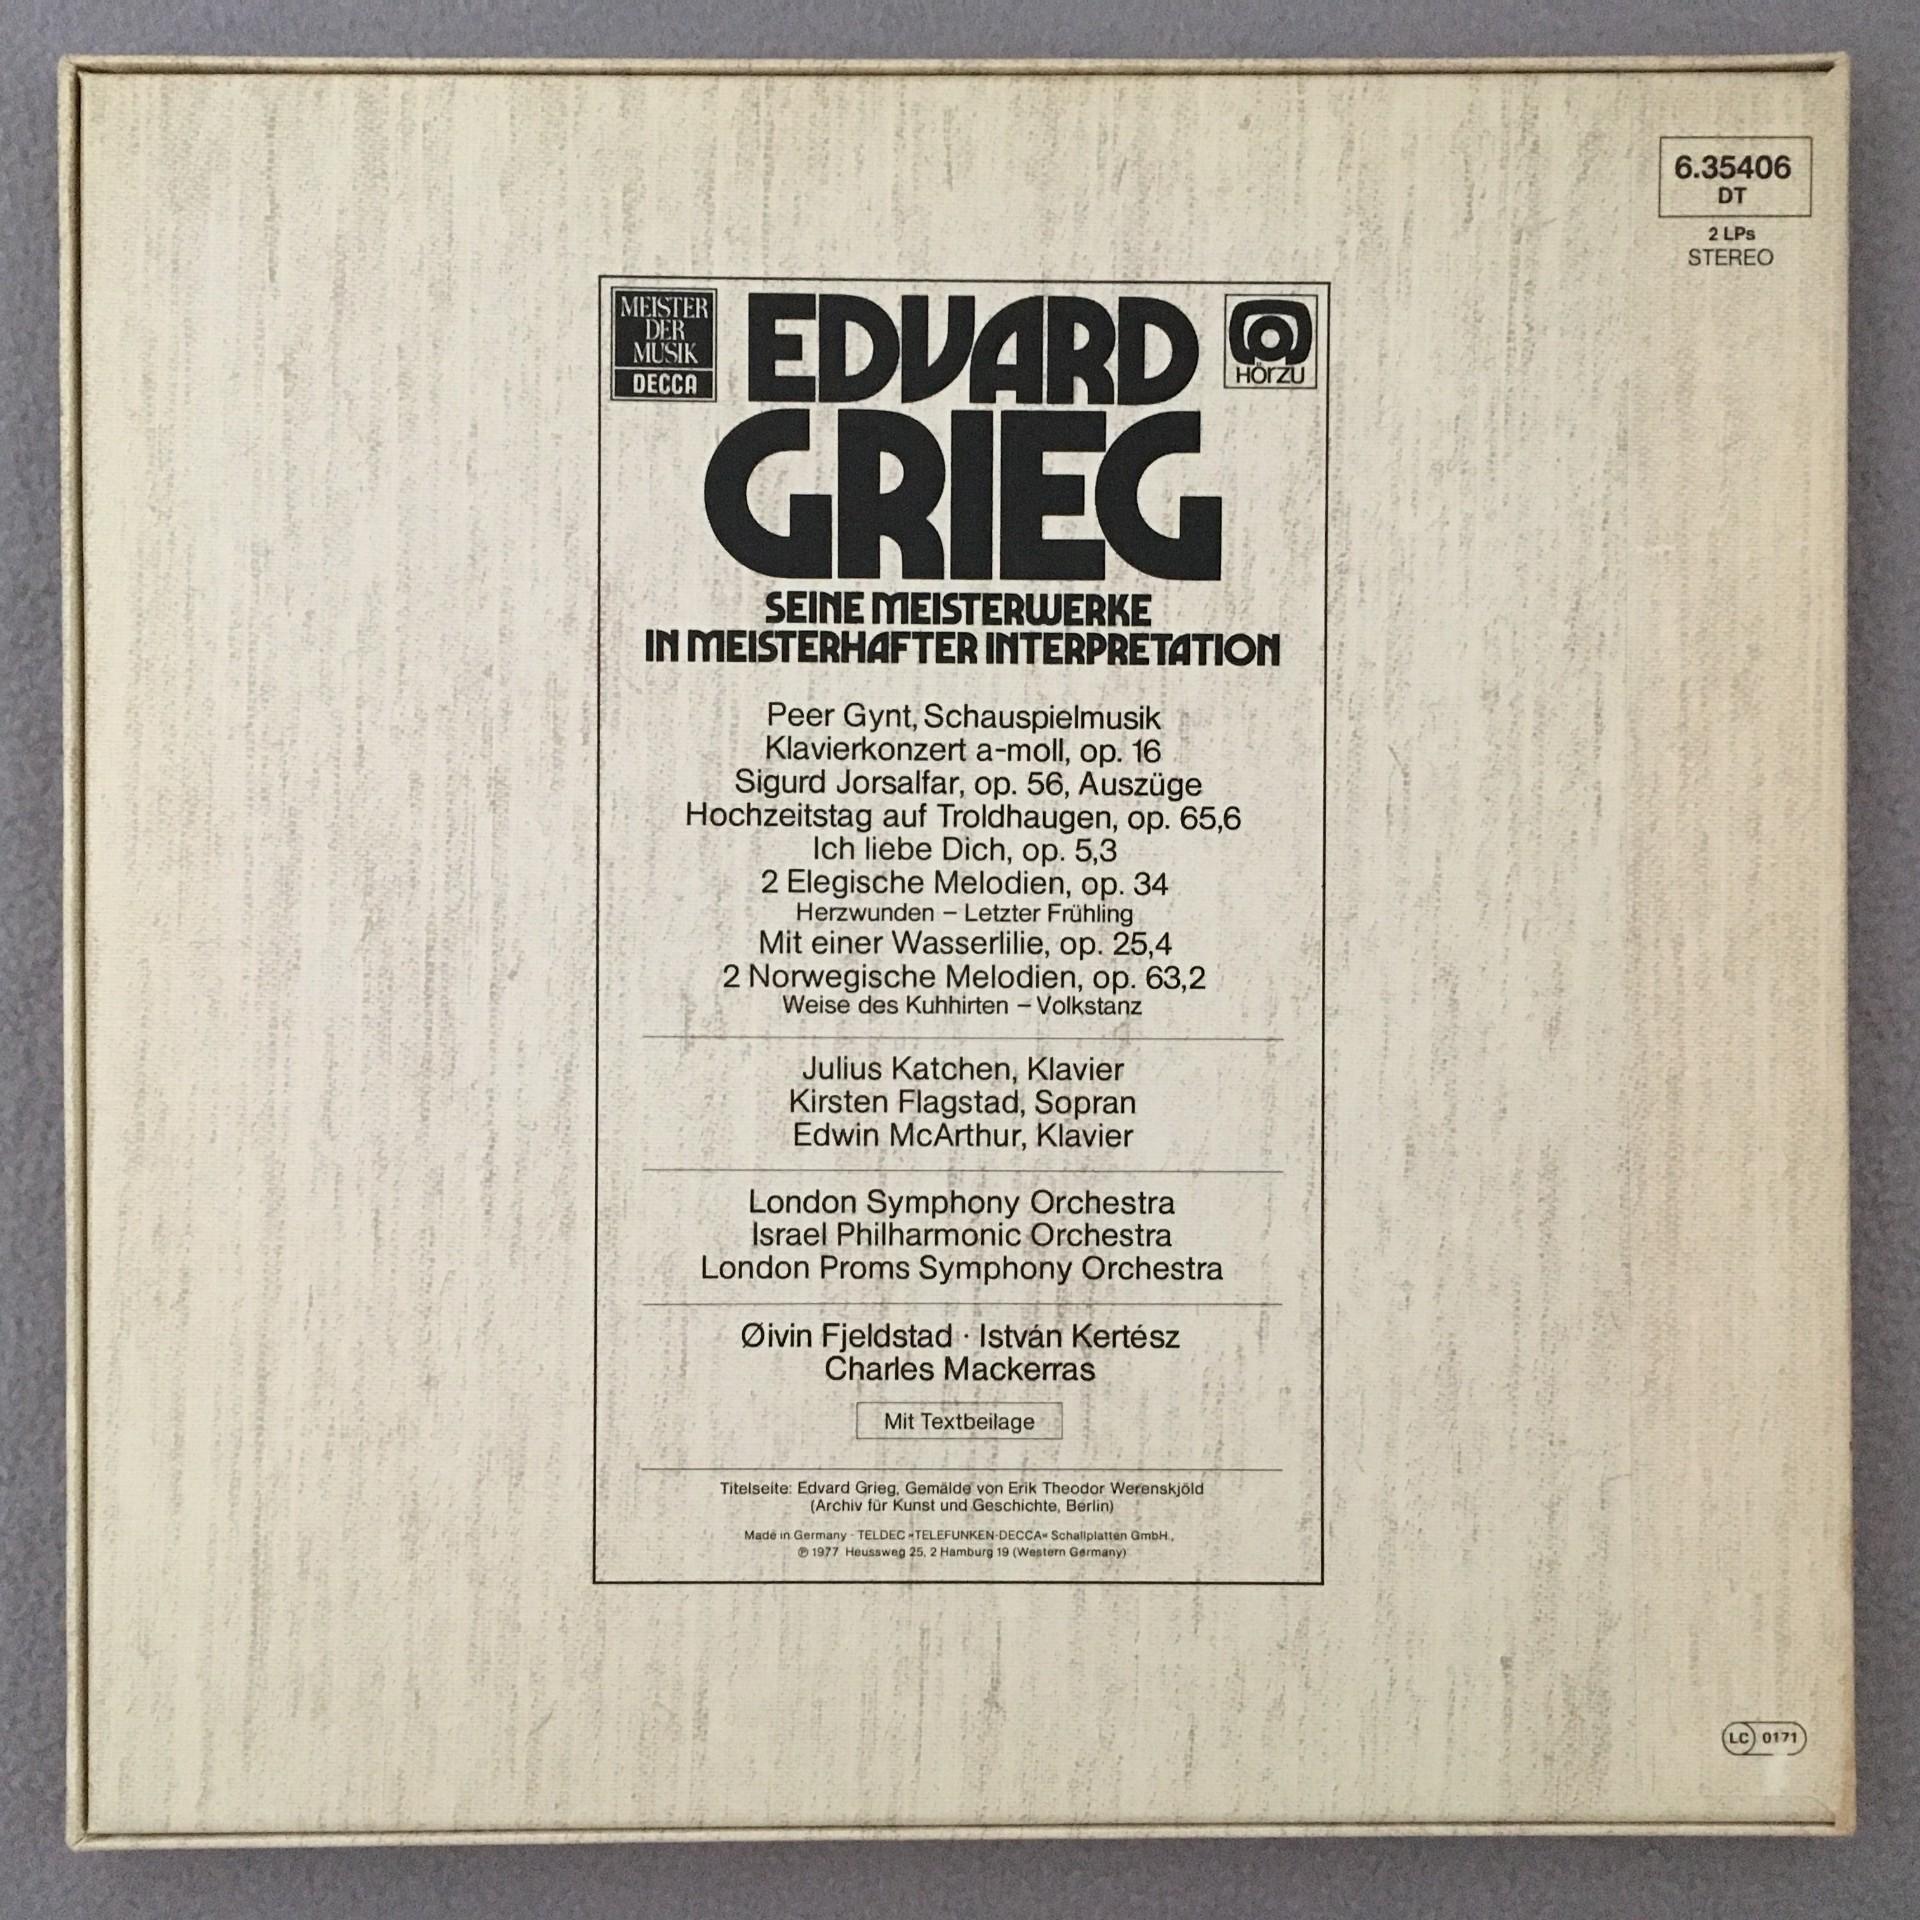 6.35406
DT
2 LPs
STEREO
MEISTER
DER
MUSIK
DECCA
EDVARD
HÖRZU
GRIEG
SEINE MEISTERWERKE
IN MEISTERHAFTER INTERPRETATION
Peer Gynt, Schauspielmusik
Klavierkonzert a-moll, op. 16
Sigurd Jorsalfar, op. 56, Auszüge
Hochzeitstag auf Troldhaugen, op. 65,6
Ich liebe Dich, op. 5,3
2 Elegische Melodien, op. 34
Herzwunden – Letzter Frühling
Mit einer Wasserlilie, op. 25,4
2 Norwegische Melodien, op. 63,2
Weise des Kuhhirten – Volkstanz
Julius Katchen, Klavier
Kirsten Flagstad, Sopran
Edwin McArthur, Klavier
London Symphony Orchestra
Israel Philharmonic Orchestra
London Proms Symphony Orchestra
Øivin Fjeldstad · István Kertész
Charles Mackerras
Mit Textbeilage
Titelseite: Edvard Grieg, Gemälde von Erik Theodor Werenskjöld
(Archiv für Kunst und Geschichte, Berlin)
Made in Germany · TELDEC »TELEFUNKEN-DECCA« Schallplatten GmbH.,
℗ 1977 Heussweg 25, 2 Hamburg 19 (Western Germany)
LC 0171